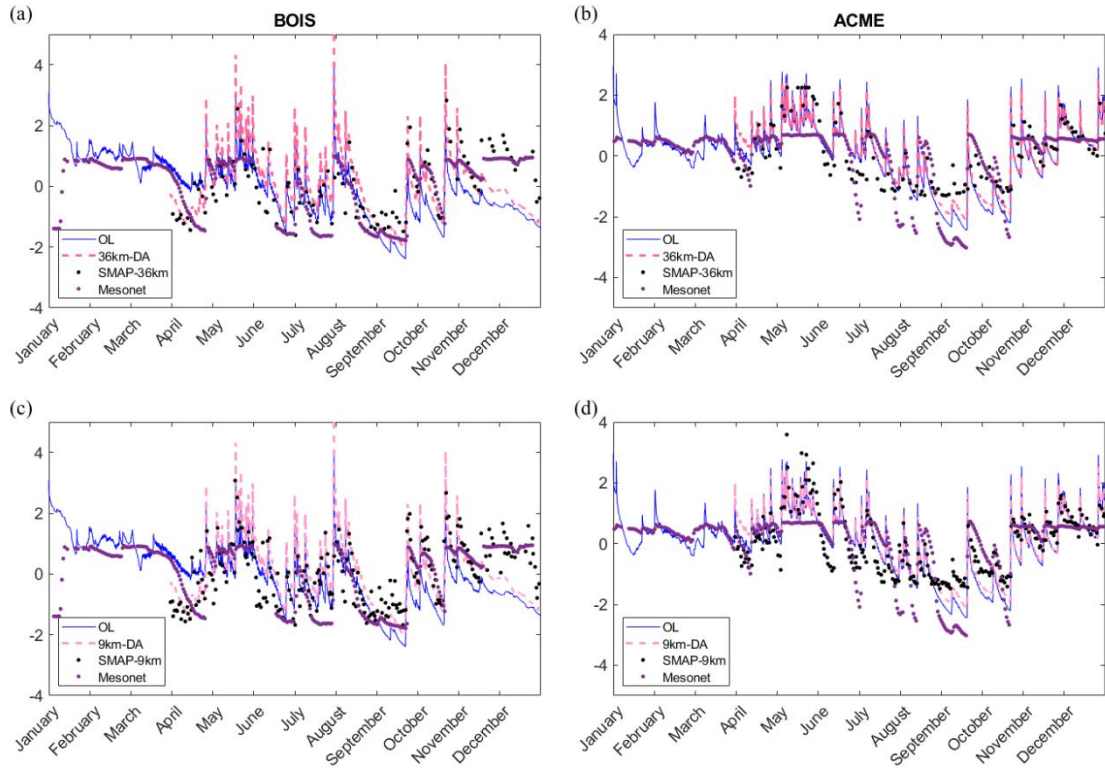 (a)
BOIS
4
2
0
-2
-4
OL
36km-DA
SMAP-36km
Mesonet
January
February
March
April
May
June
July
August
September
October
November
December
(b)
ACME
4
2
0
-2
-4
OL
36km-DA
SMAP-36km
Mesonet
January
February
March
April
May
June
July
August
September
October
November
December
(c)
4
2
0
-2
-4
OL
9km-DA
SMAP-9km
Mesonet
January
February
March
April
May
June
July
August
September
October
November
December
(d)
4
2
0
-2
-4
OL
9km-DA
SMAP-9km
Mesonet
January
February
March
April
May
June
July
August
September
October
November
December